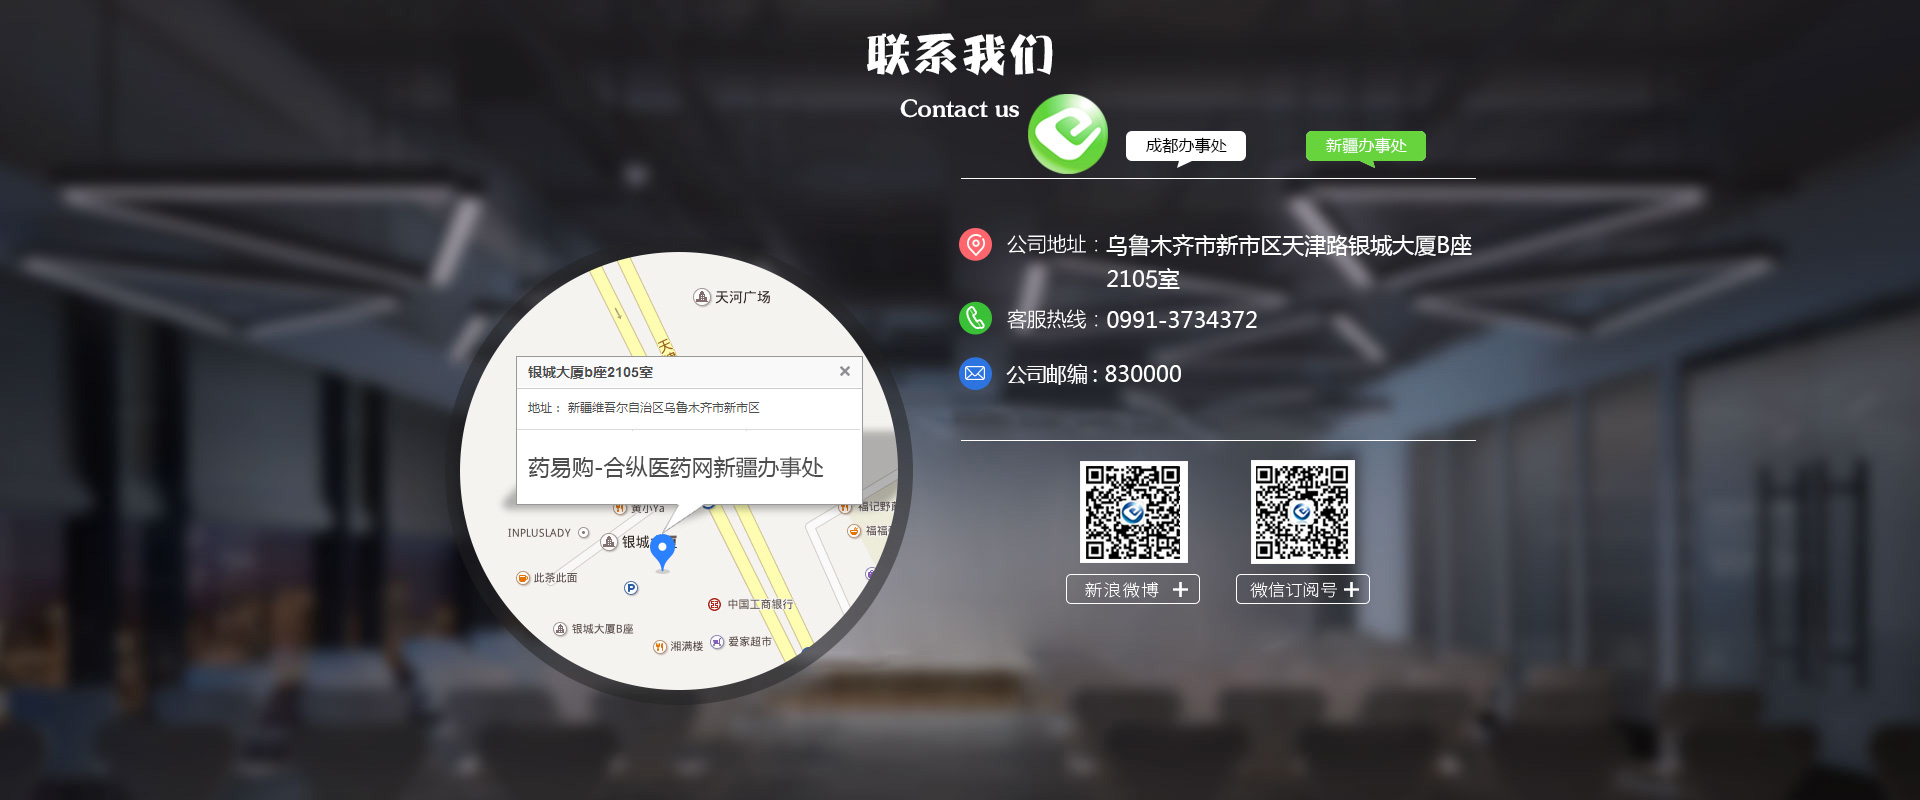 联系我们
Contact us
成都办事处
新疆办事处
公司地址：乌鲁木齐市新市区天津路银城大厦B座
2105室
客服热线：0991-3734372
公司邮编：830000
新浪微博
微信订阅号
天河广场
天
银城大厦b座2105室
地址： 新疆维吾尔自治区乌鲁木齐市新市区
药易购-合纵医药网新疆办事处
黄小Ya
福记野
INPLUSLADY
银城 厦
福福
此茶此面
P
中国工商银行
银城大厦B座
湘满楼
爱家超市